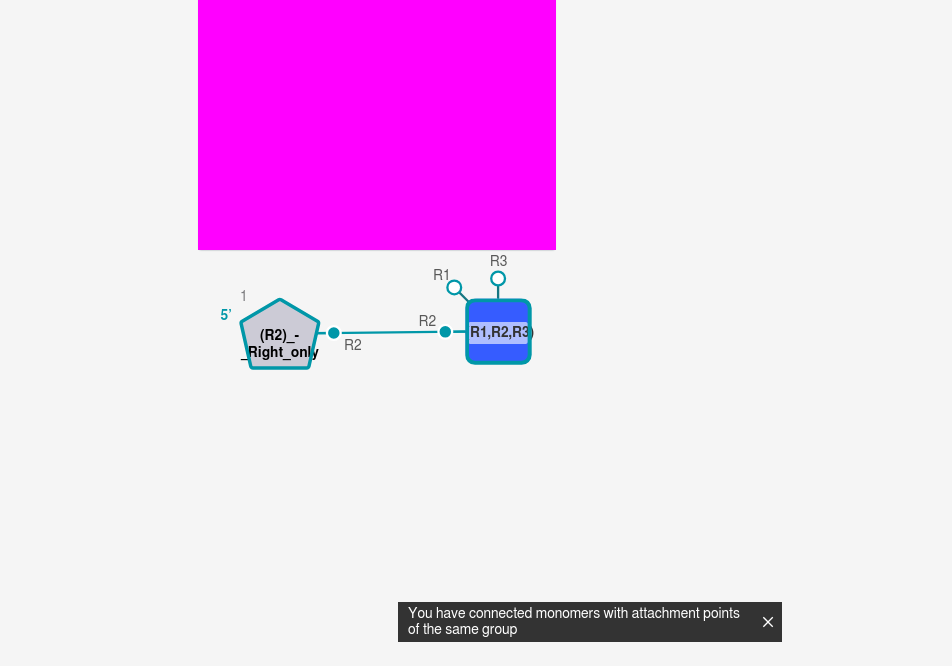 R3
R1
1
5’
R2
(R2)_-
_Right_only
R2
R1,R2,R3)
You have connected monomers with attachment points
of the same group